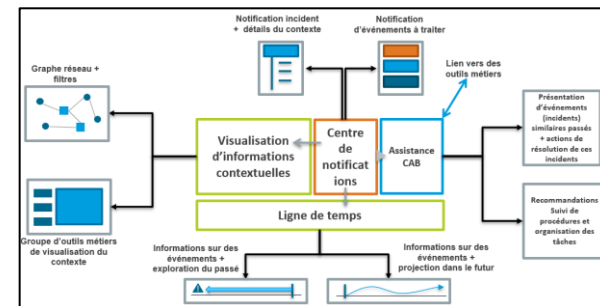 Notification incident
+ détails du contexte
Notification
d'événements à traiter
Graphe réseau +
filtres
Lien vers des
outils métiers
Visualisation
d'informations
contextuelles
Centre
de
notific
ations
Assistance
CAB
Présentation
d'événements
(incidents)
similaires passés
+ actions de
résolution de ces
incidents
Ligne de temps
Recommandations
Suivi de
procédures et
organisation des
tâches
Groupe d'outils métiers
de visualisation du
contexte
Informations sur des
événements +
exploration du passé
Informations sur des
événements +
projection dans le futur